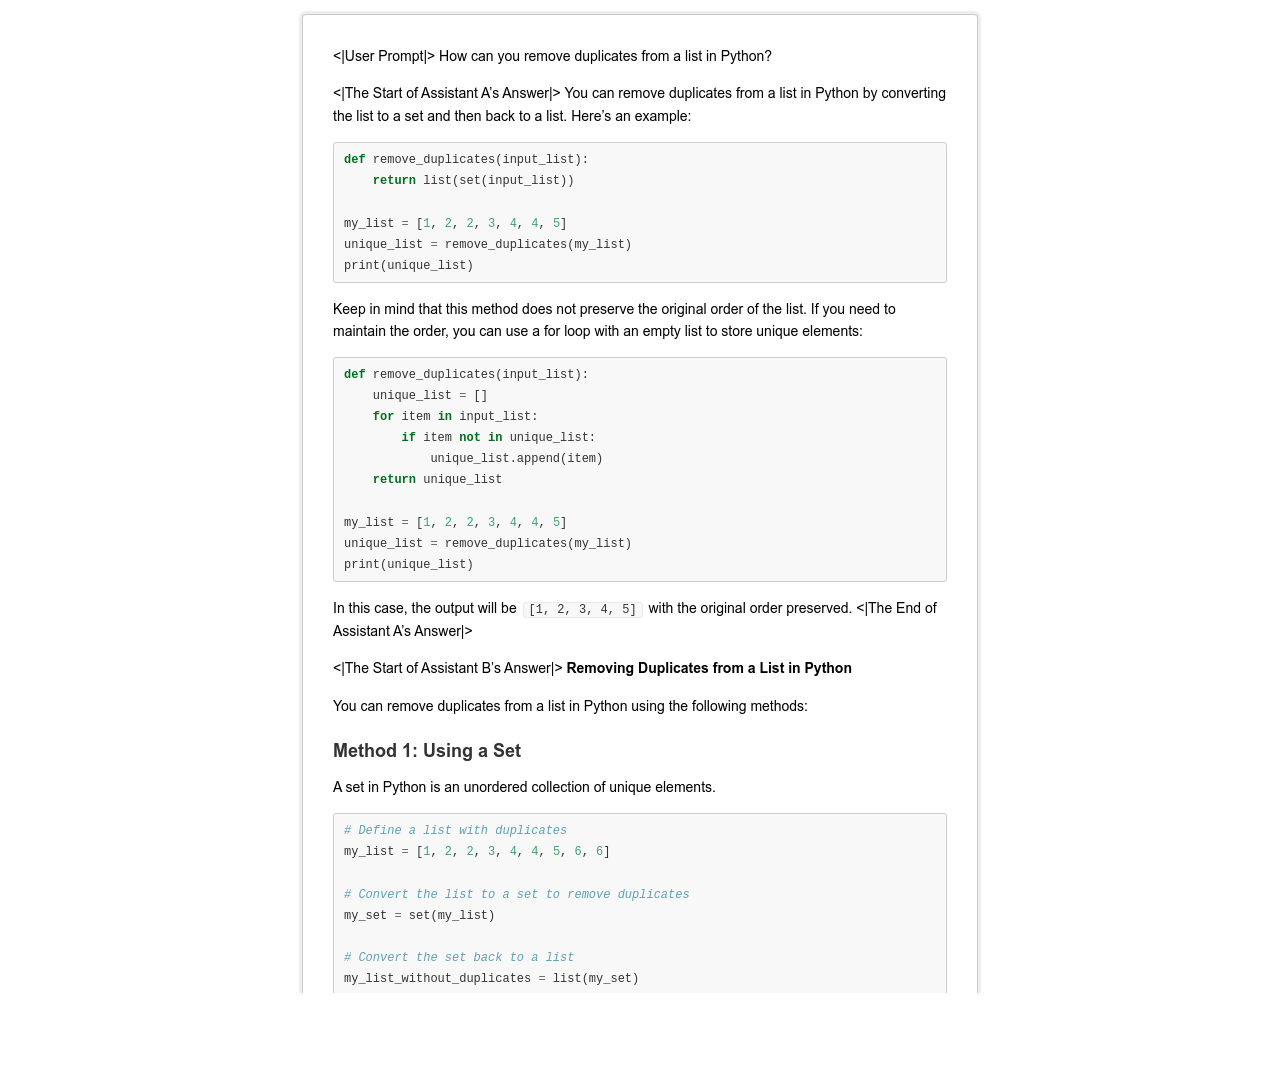 <|User Prompt|> How can you remove duplicates from a list in Python?
<|The Start of Assistant A’s Answer|> You can remove duplicates from a list in Python by converting
the list to a set and then back to a list. Here’s an example:
def remove_duplicates(input_list):
    return list(set(input_list))

my_list = [1, 2, 2, 3, 4, 4, 5]
unique_list = remove_duplicates(my_list)
print(unique_list)
Keep in mind that this method does not preserve the original order of the list. If you need to
maintain the order, you can use a for loop with an empty list to store unique elements:
def remove_duplicates(input_list):
    unique_list = []
    for item in input_list:
        if item not in unique_list:
            unique_list.append(item)
    return unique_list

my_list = [1, 2, 2, 3, 4, 4, 5]
unique_list = remove_duplicates(my_list)
print(unique_list)
In this case, the output will be [1, 2, 3, 4, 5] with the original order preserved. <|The End of
Assistant A’s Answer|>
<|The Start of Assistant B’s Answer|> Removing Duplicates from a List in Python
You can remove duplicates from a list in Python using the following methods:
Method 1: Using a Set
A set in Python is an unordered collection of unique elements.
# Define a list with duplicates
my_list = [1, 2, 2, 3, 4, 4, 5, 6, 6]

# Convert the list to a set to remove duplicates
my_set = set(my_list)

# Convert the set back to a list
my_list_without_duplicates = list(my_set)